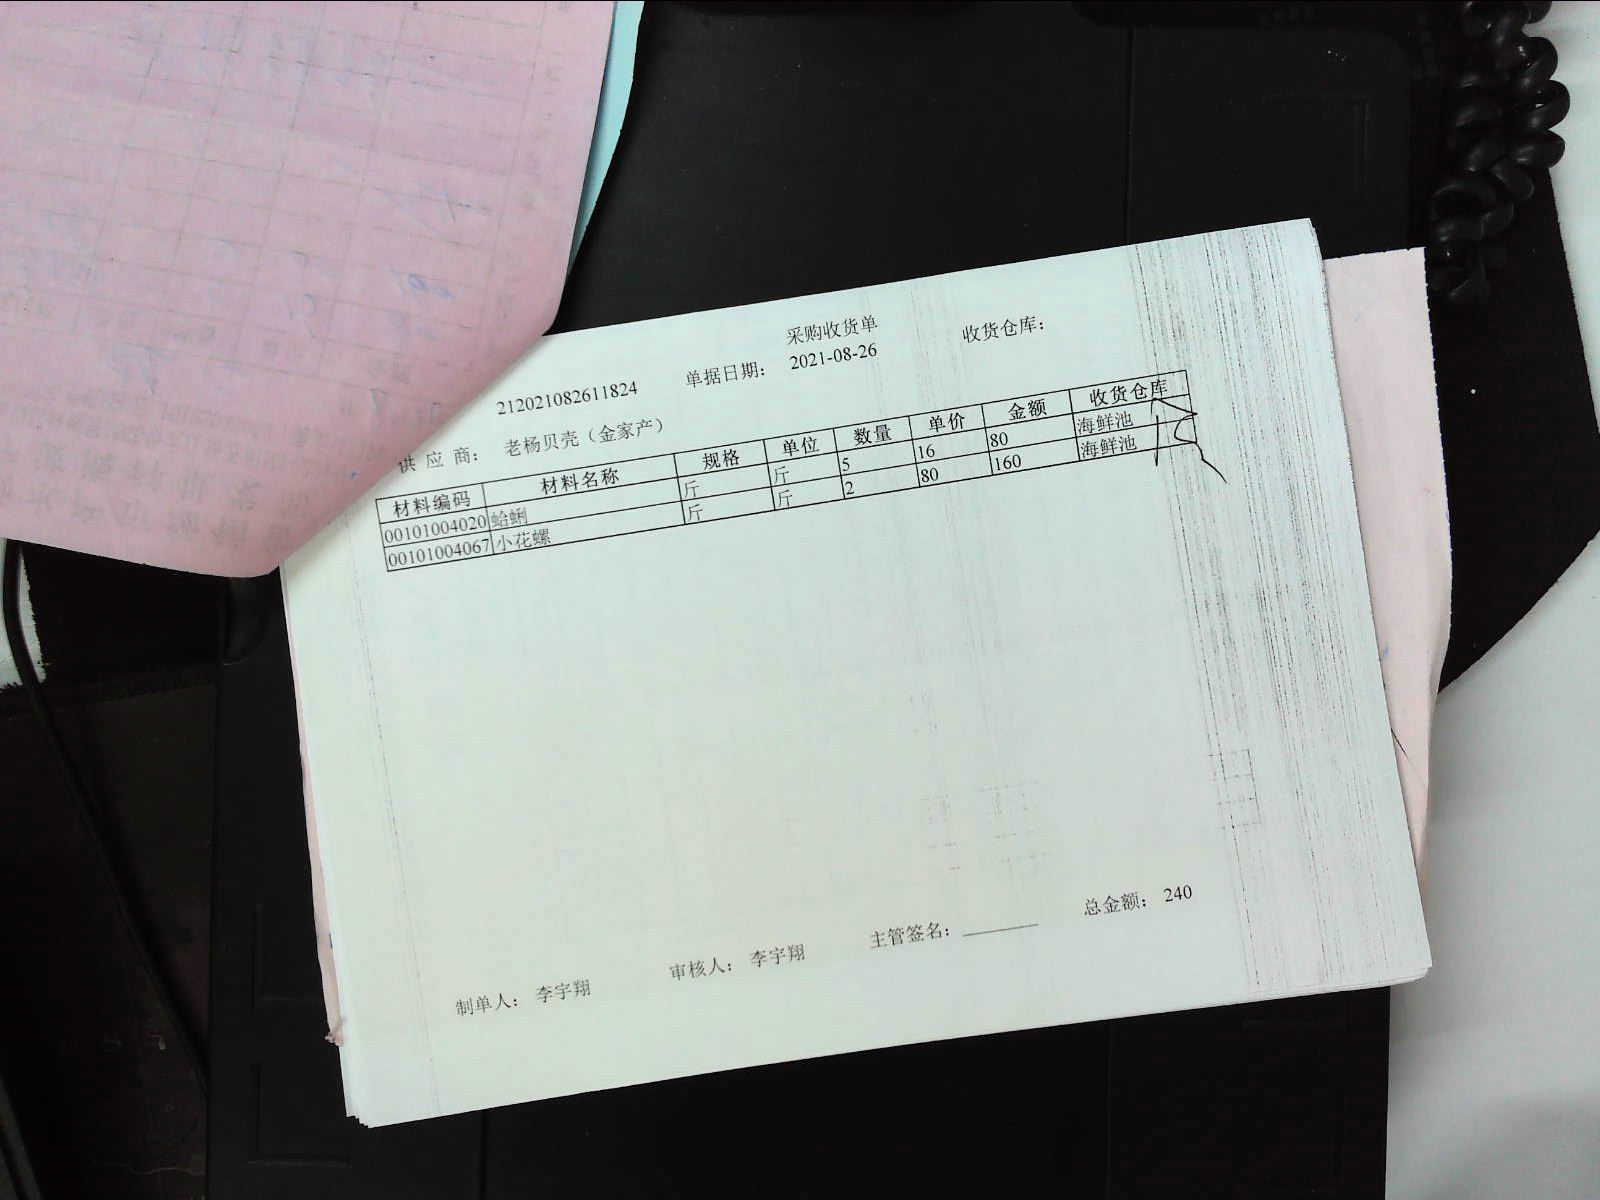 采购收货单
212021082611824 单据日期： 2021-08-26 收货仓库：
供 应 商： 老杨贝壳（金家产）
材料编码 材料名称 规格 单位 数量 单价 金额 收货仓库
00101004020 蛤蜊 斤 斤 5 16 80 海鲜池
00101004067 小花螺 斤 斤 2 80 160 海鲜池
总金额： 240
制单人： 李宇翔 审核人： 李宇翔 主管签名：